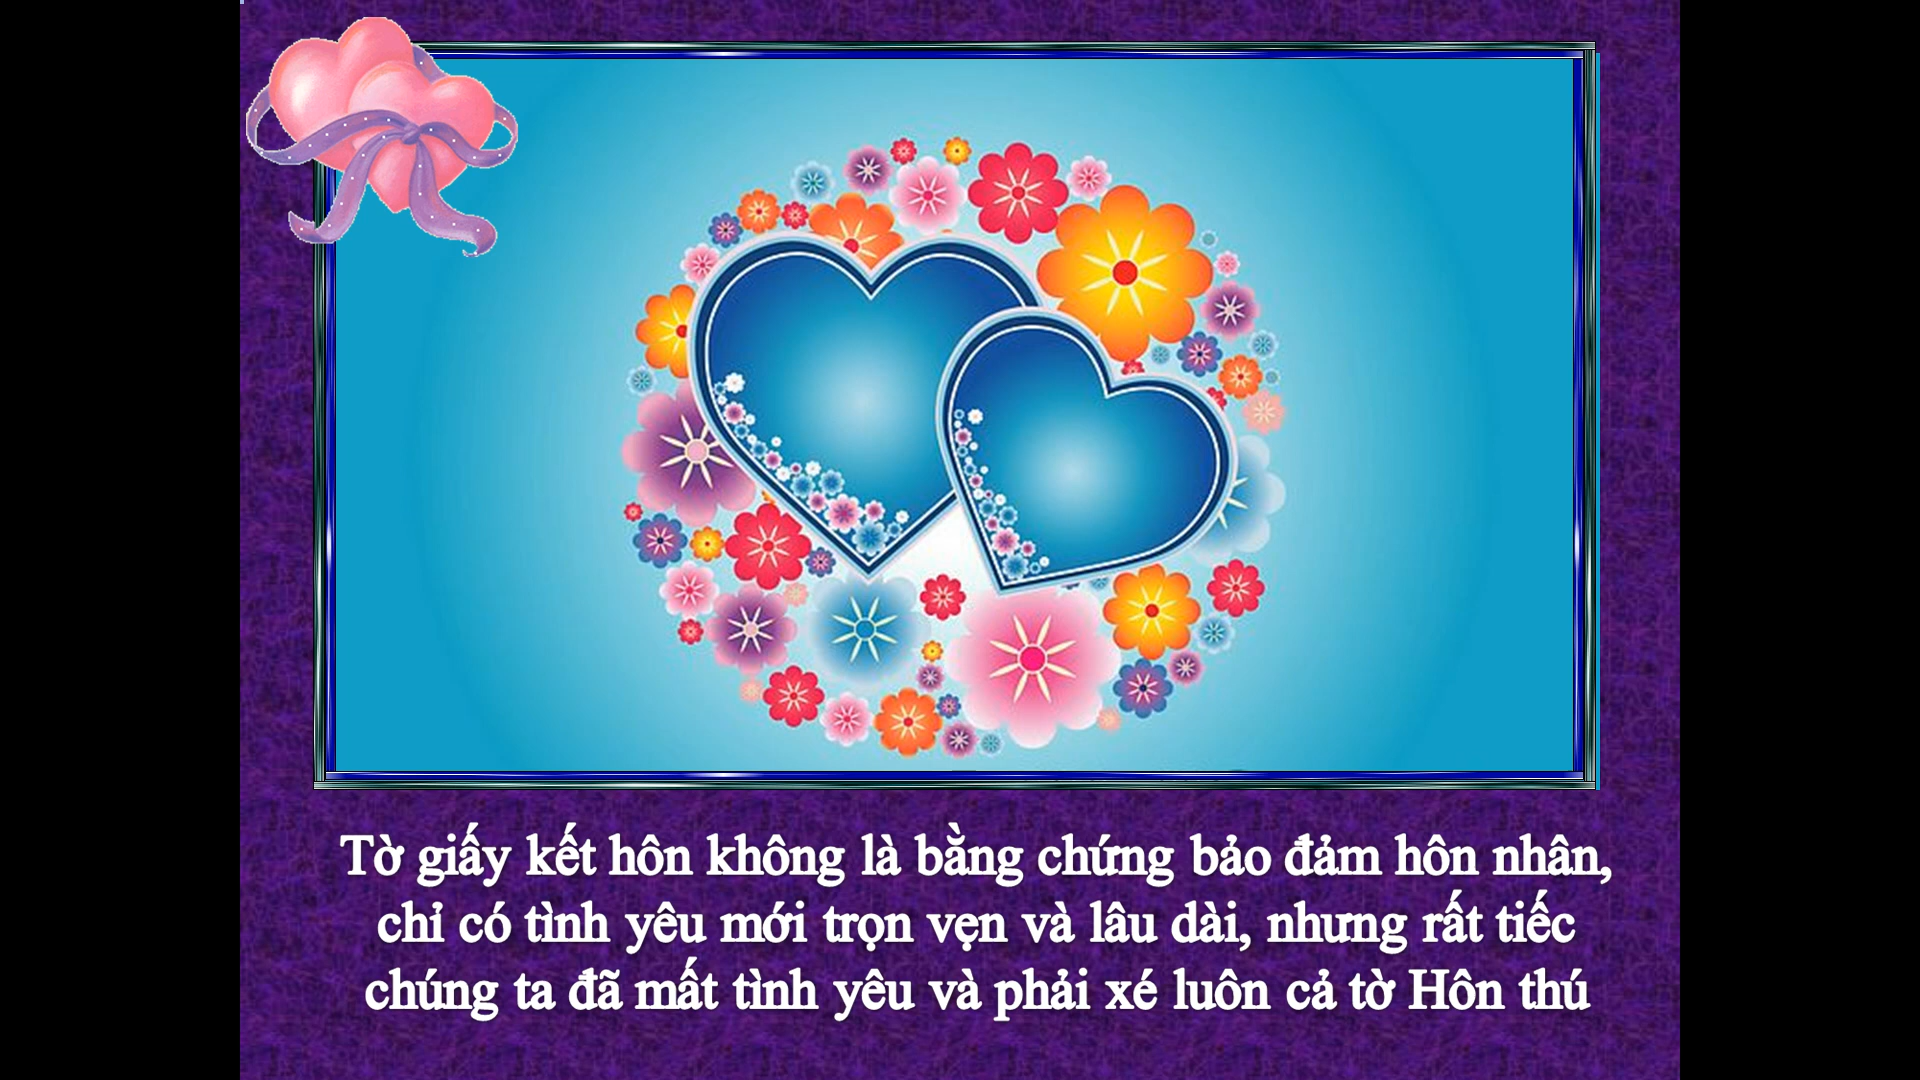 Tờ giấy kết hôn không là bằng chứng bảo đảm hôn nhân,
chỉ có tình yêu mới trọn vẹn và lâu dài, nhưng rất tiếc
chúng ta đã mất tình yêu và phải xé luôn cả tờ Hôn thú